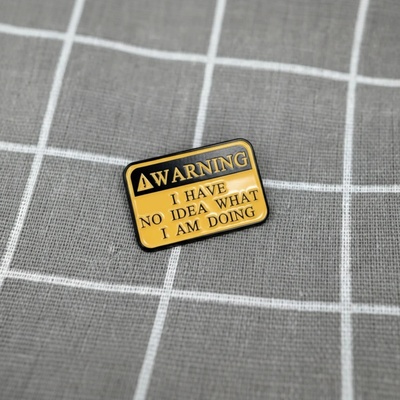 ⚠WARNING
I HAVE
NO IDEA WHAT
I AM DOING